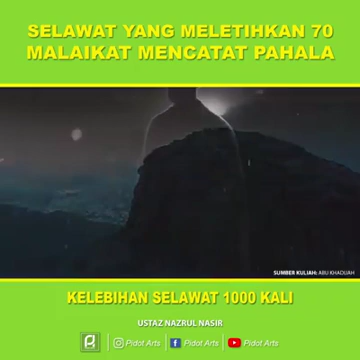 SELAWAT YANG MELETIHKAN 70
MALAIKAT MENCATAT PAHALA
SUMBER KULIAH: ABU KHADIJAH
KELEBIHAN SELAWAT 1000 KALI
USTAZ NAZRUL NASIR
Pidot Arts
Pidot Arts
Pidot Arts